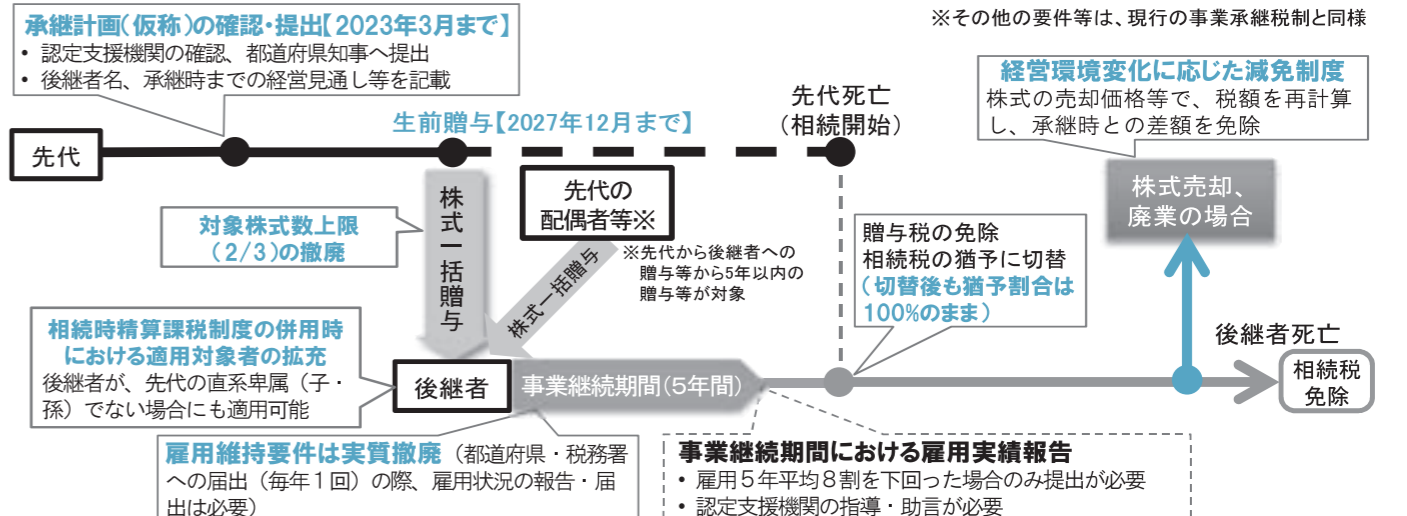 承継計画(仮称)の確認・提出【2023年3月まで】
• 認定支援機関の確認、都道府県知事へ提出
• 後継者名、承継時までの経営見通し等を記載
※その他の要件等は、現行の事業承継税制と同様
経営環境変化に応じた減免制度
株式の売却価格等で、税額を再計算
し、承継時との差額を免除
先代死亡
（相続開始）
生前贈与【2027年12月まで】
先代
株式一括贈与
先代の
配偶者等※
株式一括贈与
※先代から後継者への
贈与等から5年以内の
贈与等が対象
対象株式数上限
（2/3）の撤廃
株式売却、
廃業の場合
贈与税の免除
相続税の猶予に切替
（切替後も猶予割合は
100%のまま）
相続時精算課税制度の併用時
における適用対象者の拡充
後継者が、先代の直系卑属（子・
孫）でない場合にも適用可能
後継者
事業継続期間(5年間)
後継者死亡
相続税
免除
雇用維持要件は実質撤廃（都道府県・税務署
への届出（毎年１回）の際、雇用状況の報告・届
出は必要）
事業継続期間における雇用実績報告
• 雇用５年平均８割を下回った場合のみ提出が必要
• 認定支援機関の指導・助言が必要